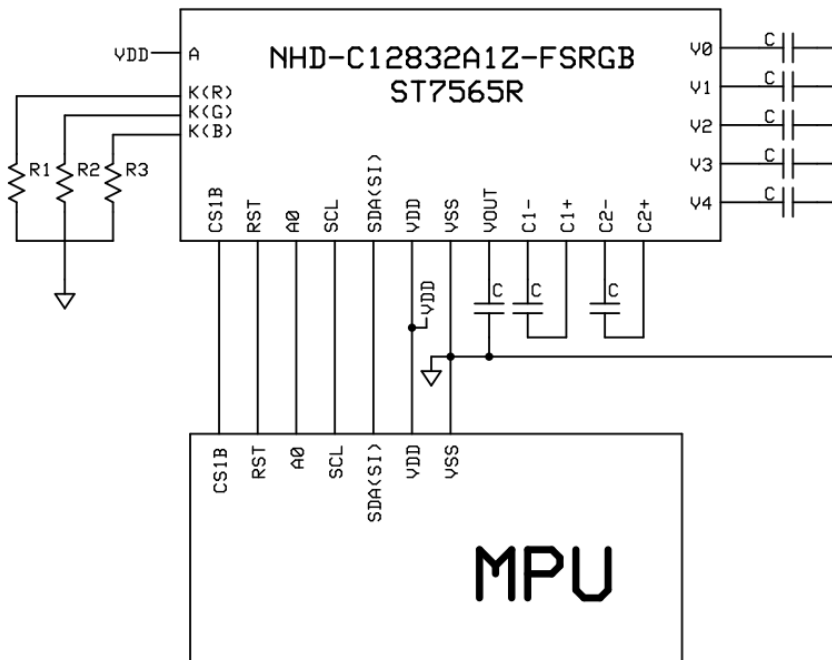 NHD-C12832A1Z-FSRGB
ST7565R
VDD
A
K(R)
K(G)
K(B)
R1
R2
R3
V0
C
V1
C
V2
C
V3
C
V4
C
CS1B
RST
A0
SCL
SDA(SI)
VDD
VSS
VOUT
C1-
C1+
C2-
C2+
C
C
C
VDD
CS1B
RST
A0
SCL
SDA(SI)
VDD
VSS
MPU